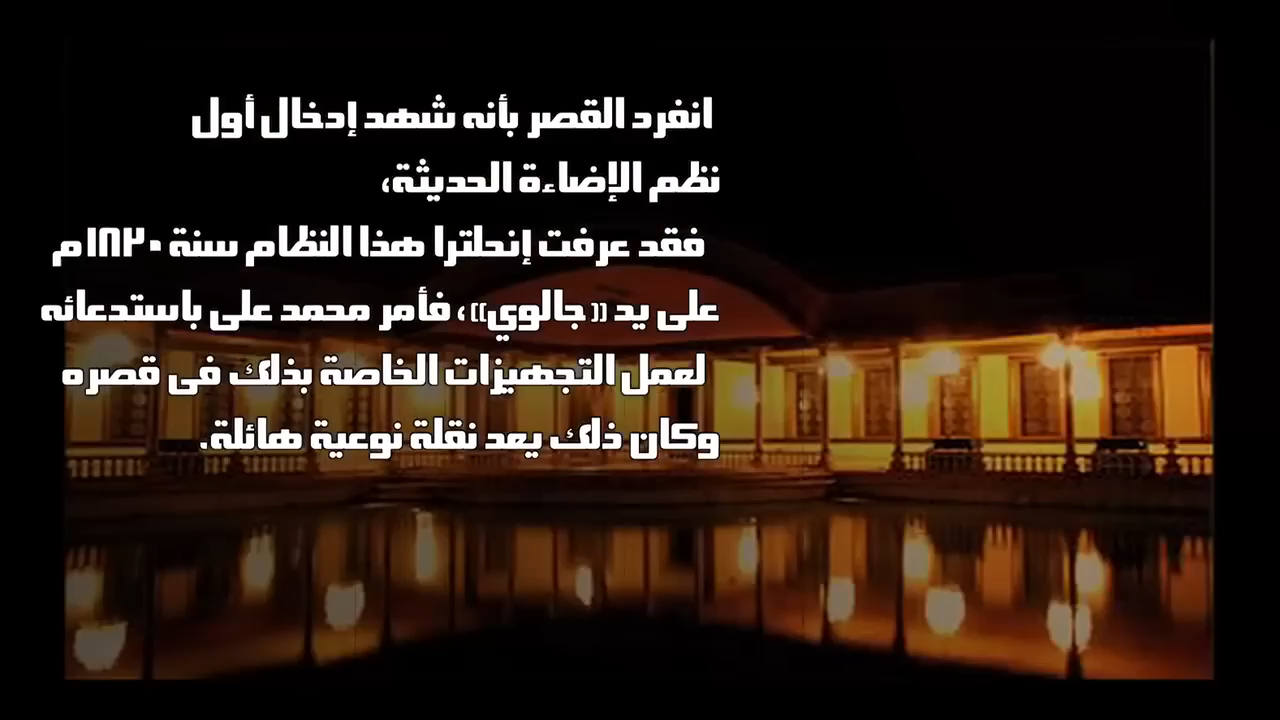 انفرد القصر بأنه شهد إدخال أول
نظم الإضاءة الحديثة،
فقد عرفت إنجلترا هذا النظام سنة ١٨٢٠م
على يد (( جالوي))، فأمر محمد على باستدعائه
لعمل التجهيزات الخاصة بذلك فى قصره
وكان ذلك يعد نقلة نوعية هائلة.